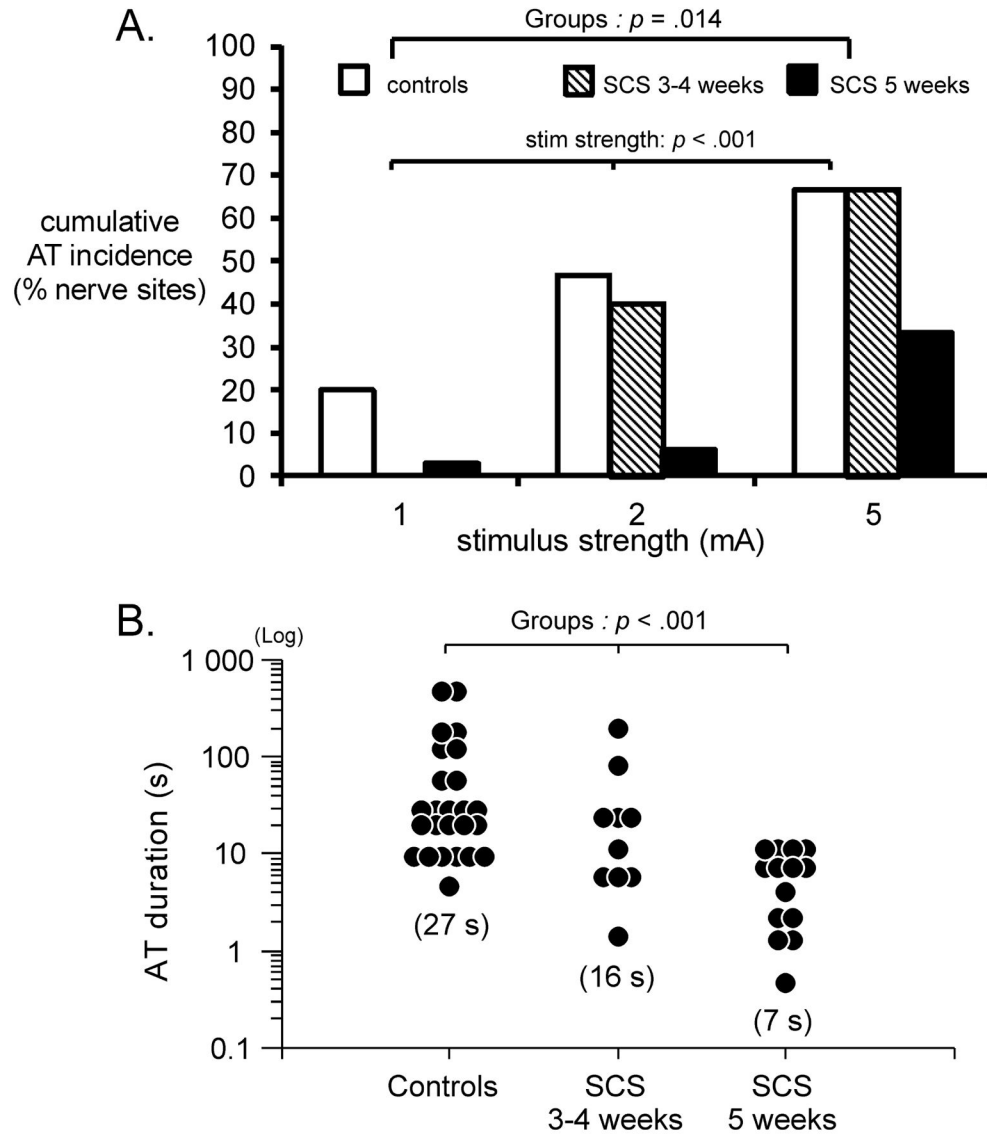 A.
Groups : p = .014
100
90
80
70
60
50
40
30
20
10
0
controls
SCS 3-4 weeks
SCS 5 weeks
stim strength: p < .001
cumulative
AT incidence
(% nerve sites)
1
2
5
stimulus strength (mA)
B.
Groups : p < .001
(Log)
1 000
100
10
1
0.1
AT duration (s)
(27 s)
(16 s)
(7 s)
Controls
SCS
3-4 weeks
SCS
5 weeks